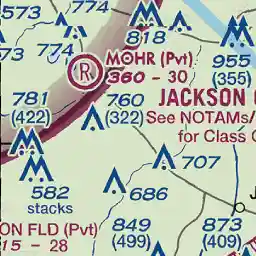 573
774
774
818
MOHR (Pvt)
360 - 30
R
955
(355)
781
(422)
760
(322)
JACKSON
See NOTAMs/
for Class
707
582
stacks
686
ON FLD (Pvt)
15 - 28
849
(499)
873
(409)